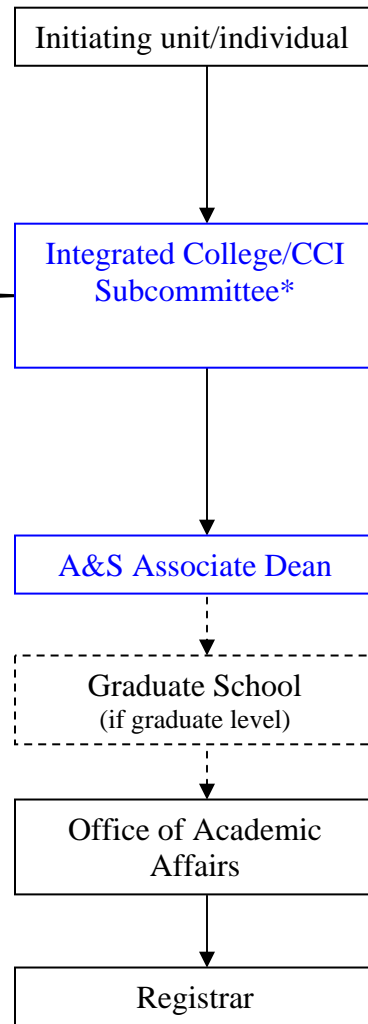 Initiating unit/individual
Integrated College/CCI
Subcommittee*
A&S Associate Dean
Graduate School
(if graduate level)
Office of Academic
Affairs
Registrar